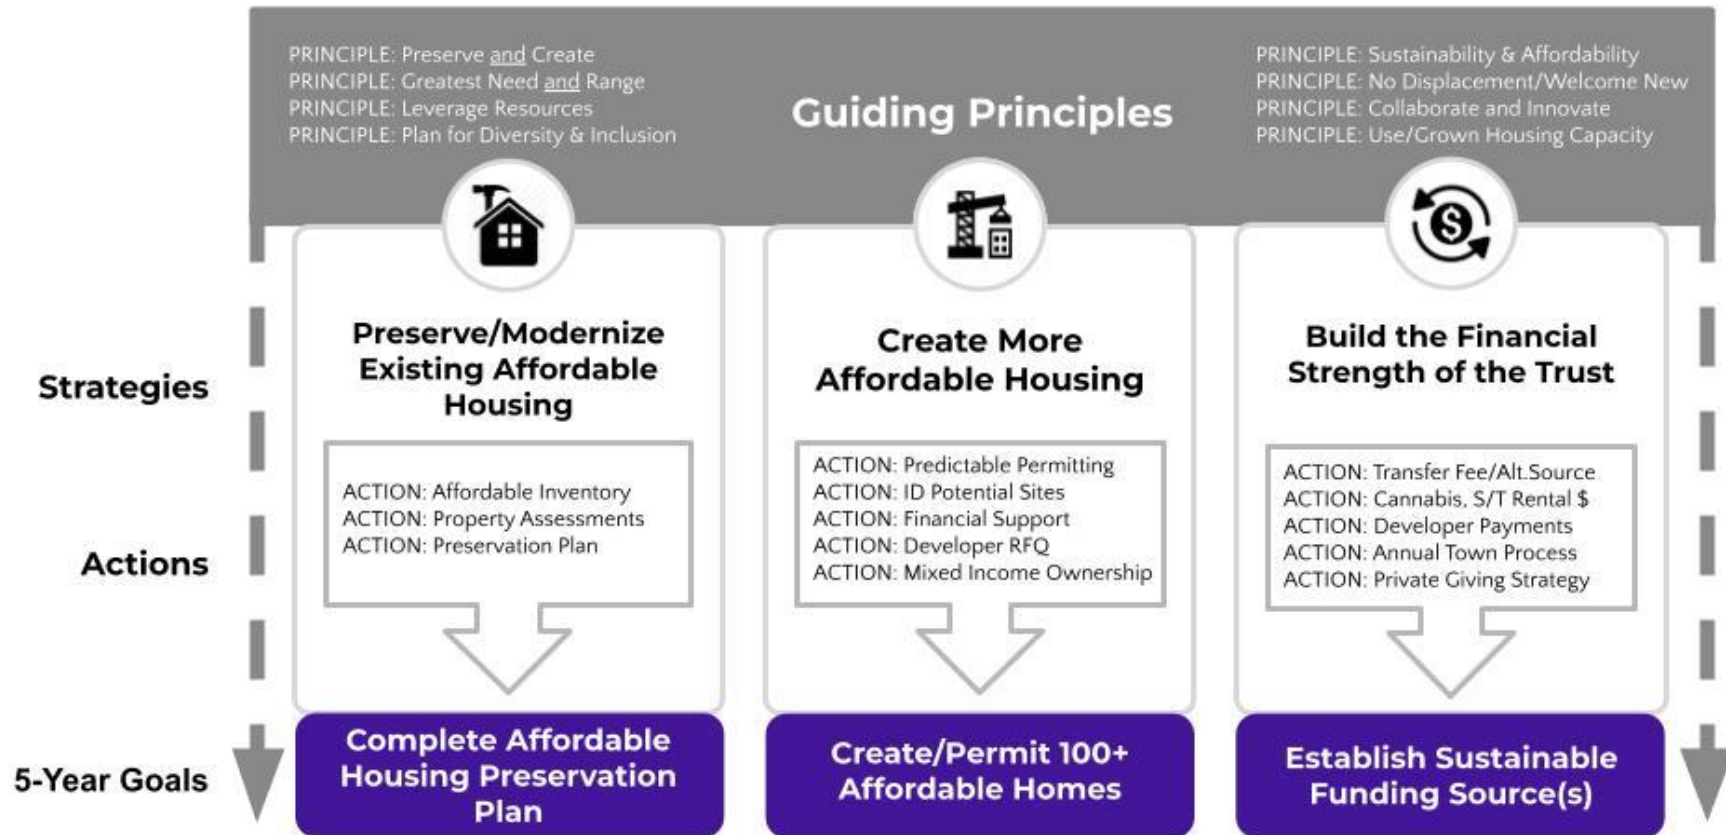 PRINCIPLE: Preserve and Create
PRINCIPLE: Greatest Need and Range
PRINCIPLE: Leverage Resources
PRINCIPLE: Plan for Diversity & Inclusion
Guiding Principles
PRINCIPLE: Sustainability & Affordability
PRINCIPLE: No Displacement/Welcome New
PRINCIPLE: Collaborate and Innovate
PRINCIPLE: Use/Grown Housing Capacity
Strategies
Preserve/Modernize
Existing Affordable
Housing
Create More
Affordable Housing
Build the Financial
Strength of the Trust
Actions
ACTION: Affordable Inventory
ACTION: Property Assessments
ACTION: Preservation Plan
ACTION: Predictable Permitting
ACTION: ID Potential Sites
ACTION: Financial Support
ACTION: Developer RFQ
ACTION: Mixed Income Ownership
ACTION: Transfer Fee/Alt.Source
ACTION: Cannabis, S/T Rental $
ACTION: Developer Payments
ACTION: Annual Town Process
ACTION: Private Giving Strategy
5-Year Goals
Complete Affordable
Housing Preservation
Plan
Create/Permit 100+
Affordable Homes
Establish Sustainable
Funding Source(s)